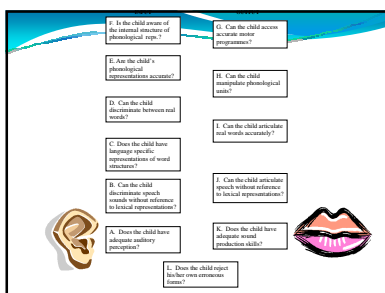 F. Is the child aware of
the internal structure of
phonological reps.?
E. Are the child's
phonological
representations accurate?
D. Can the child
discriminate between real
words?
C. Does the child have
language specific
representations of word
structures?
B. Can the child
discriminate speech
sounds without reference
to lexical representations?
A. Does the child have
adequate auditory
perception?
G. Can the child access
accurate motor
programmes?
H. Can the child
manipulate phonological
units?
I. Can the child articulate
real words accurately?
J. Can the child articulate
speech without reference
to lexical representations?
K. Does the child have
adequate sound
production skills?
L. Does the child reject
his/her own erroneous
forms?